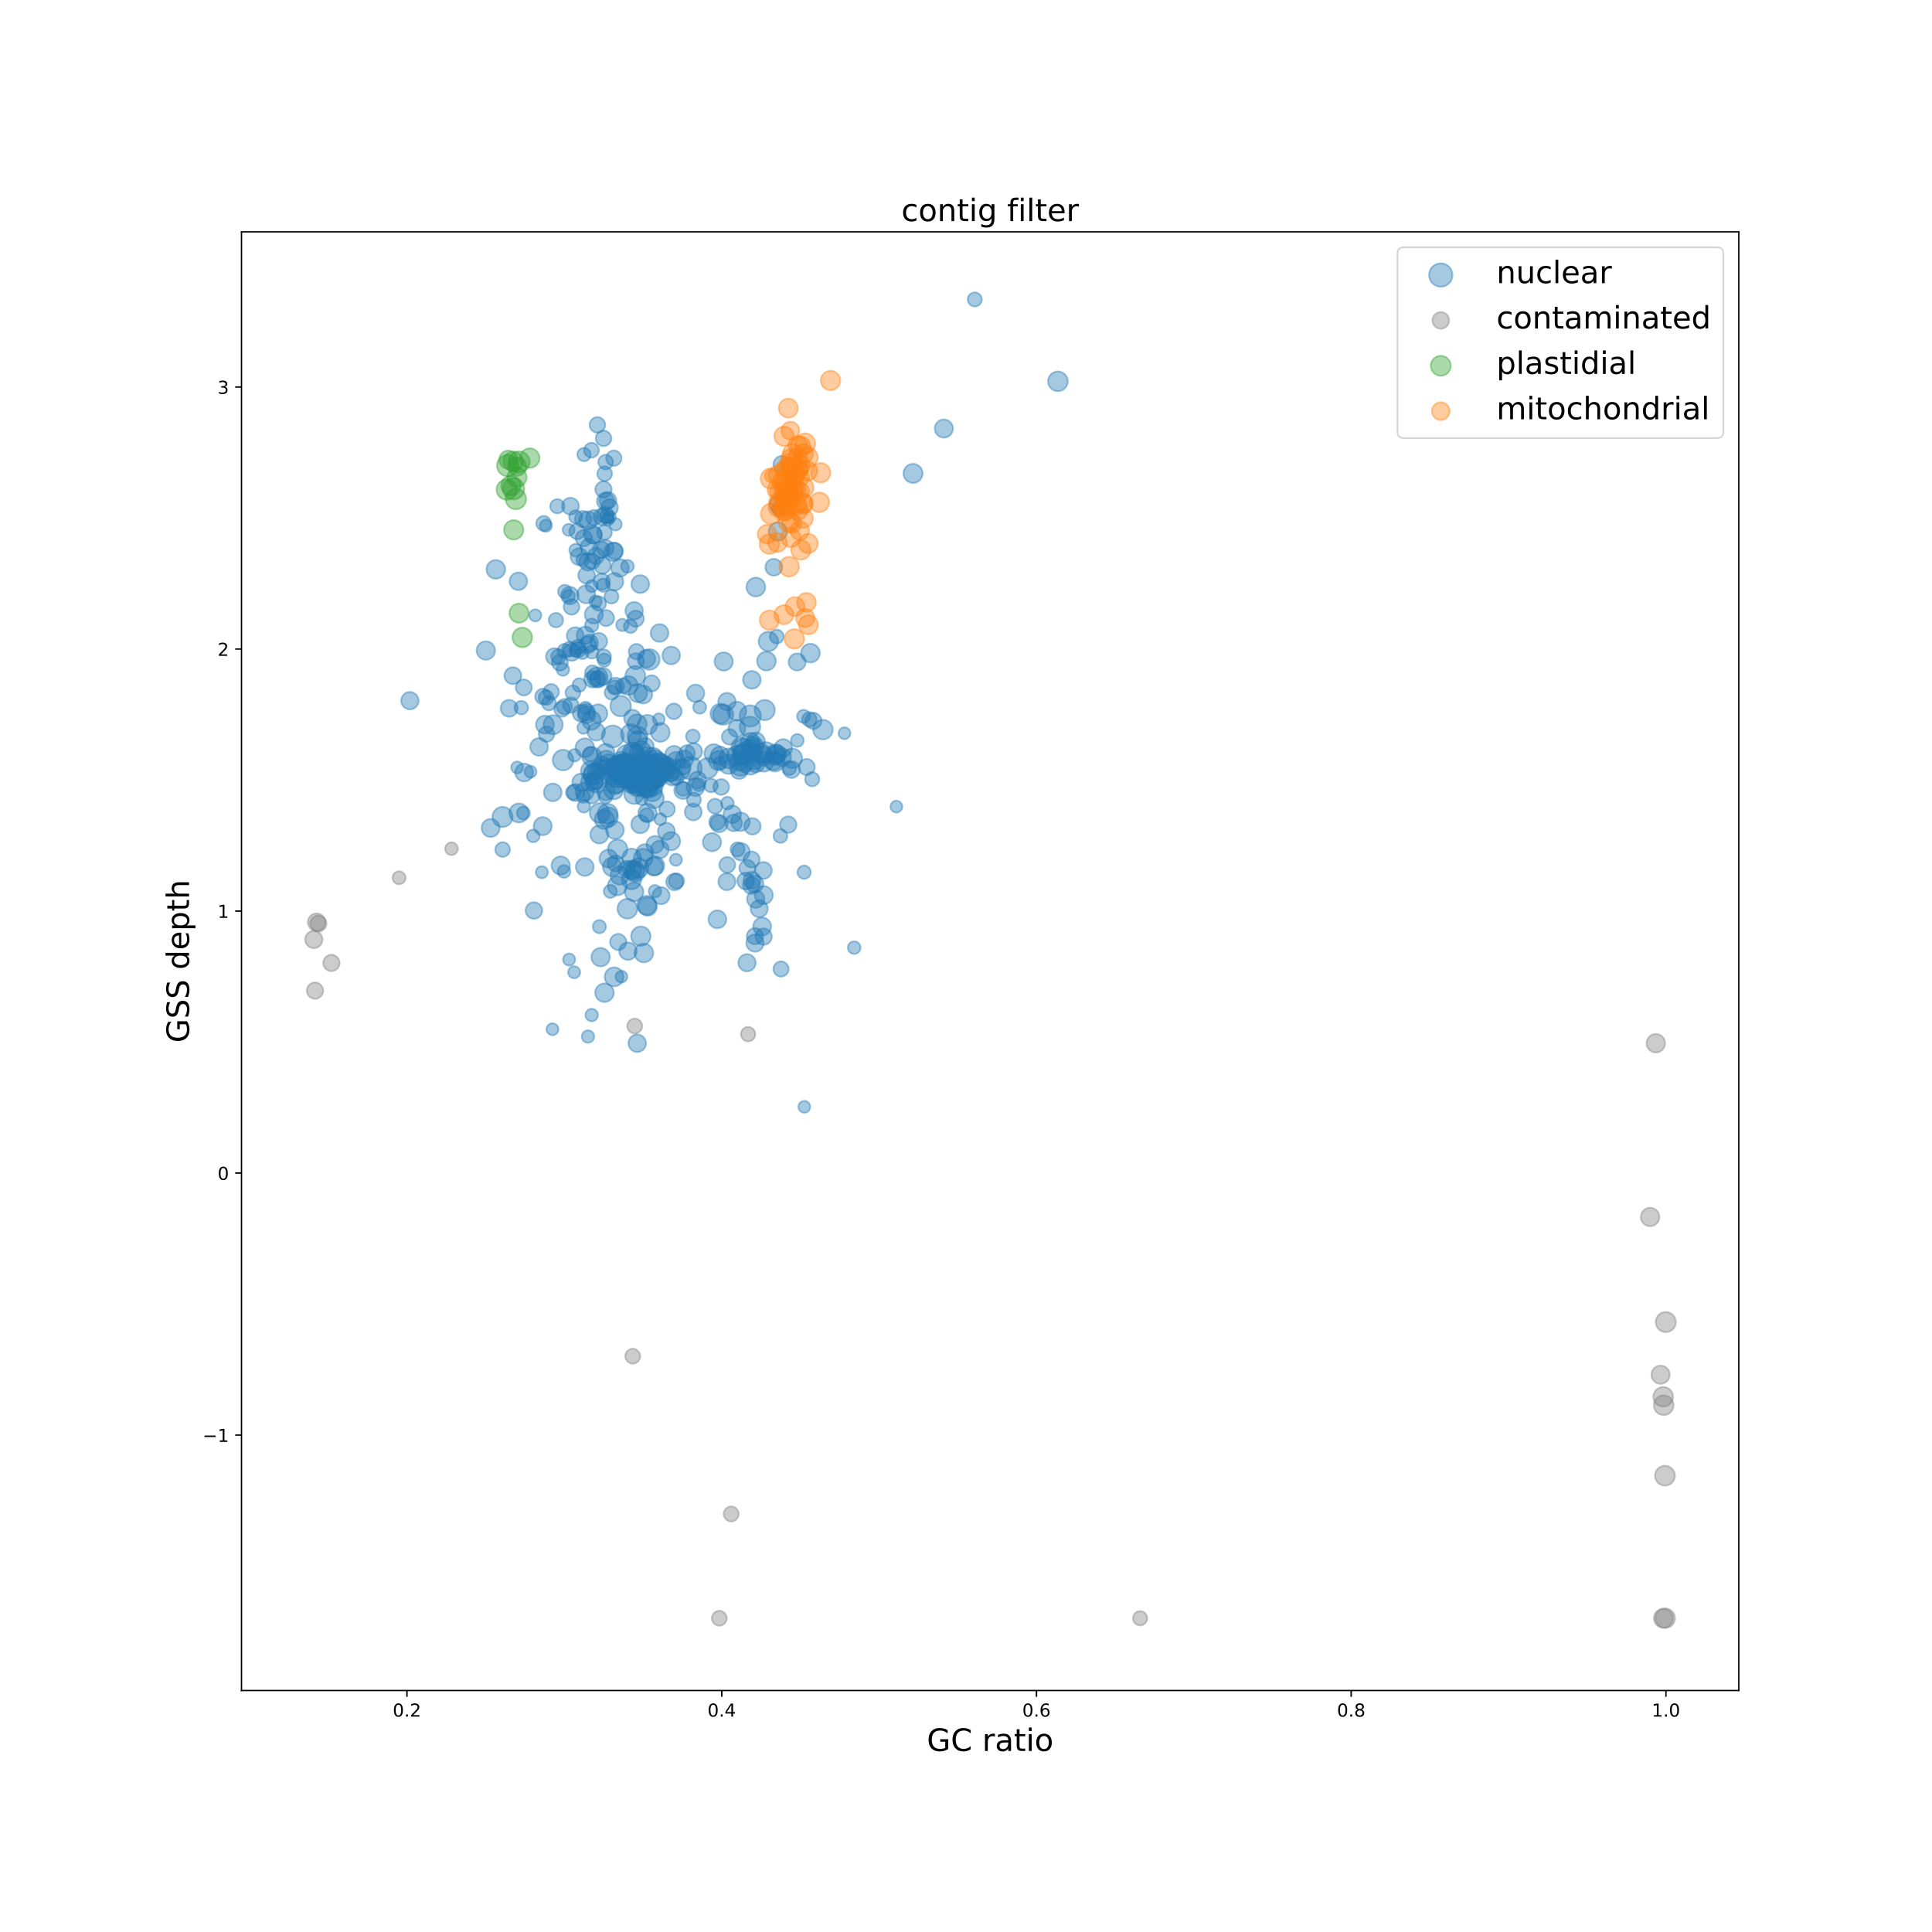 contig filter
nuclear
contaminated
plastidial
mitochondrial
GSS depth
3
2
1
0
−1
0.2 0.4 0.6 0.8 1.0
GC ratio